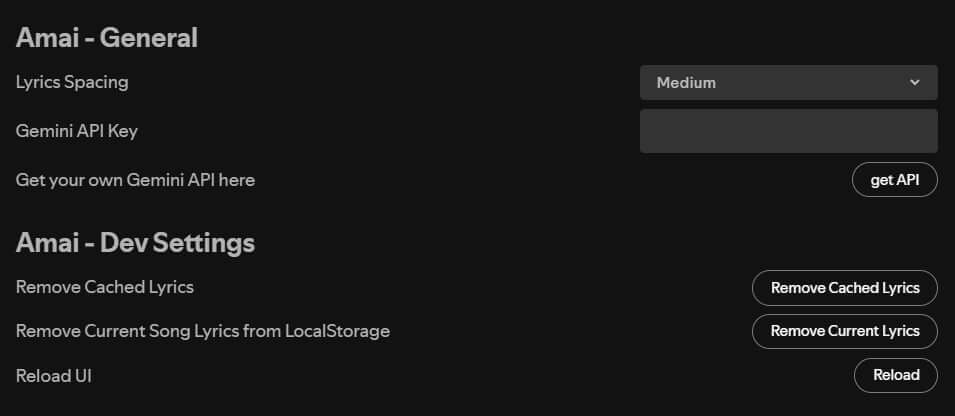 Amai - General
Lyrics Spacing Medium
Gemini API Key
Get your own Gemini API here get API
Amai - Dev Settings
Remove Cached Lyrics Remove Cached Lyrics
Remove Current Song Lyrics from LocalStorage Remove Current Lyrics
Reload UI Reload